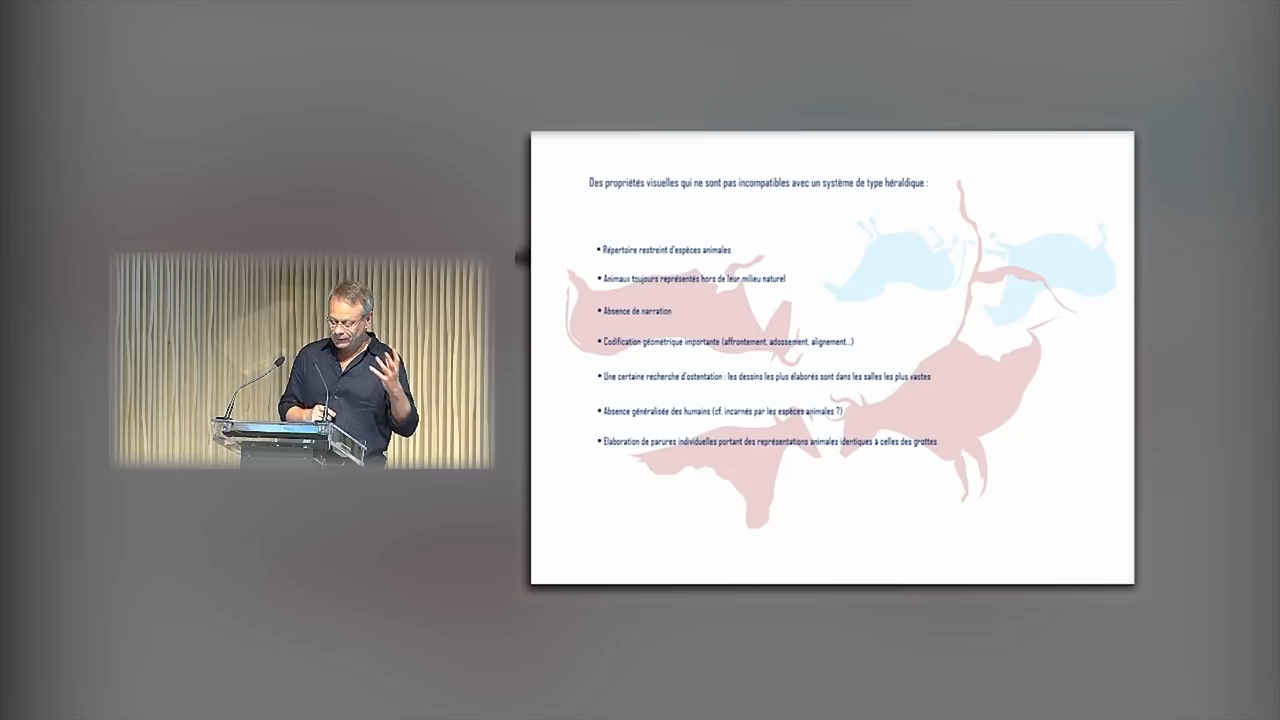 Des propriétés visuelles qui ne sont pas incompatibles avec un système de type héraldique :
• Répertoire restreint d'espèces animales
• Animaux toujours représentés hors de leur milieu naturel
• Absence de narration
• Codification géométrique importante (affrontement, adossement, alignement...)
• Une certaine recherche d'ostentation : les dessins les plus élaborés sont dans les salles les plus vastes
• Absence généralisée des humains (cf. incarnés par les espèces animales ?)
• Elaboration de parures individuelles portant des représentations animales identiques à celles des grottes